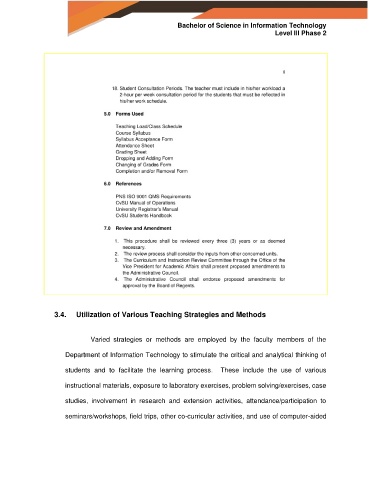 Bachelor of Science in Information Technology
Level III Phase 2
18. Student Consultation Periods. The teacher must include in his/her workload a
2-hour per week consultation period for the students that must be reflected in
his/her work schedule.
5.0 Forms Used
Teaching Load/Class Schedule
Course Syllabus
Syllabus Acceptance Form
Attendance Sheet
Grading Sheet
Dropping and Adding Form
Changing of Grades Form
Completion and/or Removal Form
6.0 References
PNS ISO 9001 QMS Requirements
CvSU Manual of Operations
University Registrar's Manual
CvSU Students Handbook
7.0 Review and Amendment
1. This procedure shall be reviewed every three (3) years or as deemed
necessary.
2. The review process shall consider the inputs from other concerned units.
3. The Curriculum and Instruction Review Committee through the Office of the
Vice President for Academic Affairs shall present proposed amendments to
the Administrative Council.
4. The Administrative Council shall endorse proposed amendments for
approval by the Board of Regents.
3.4. Utilization of Various Teaching Strategies and Methods
Varied strategies or methods are employed by the faculty members of the
Department of Information Technology to stimulate the critical and analytical thinking of
students and to facilitate the learning process. These include the use of various
instructional materials, exposure to laboratory exercises, problem solving/exercises, case
studies, involvement in research and extension activities, attendance/participation to
seminars/workshops, field trips, other co-curricular activities, and use of computer-aided